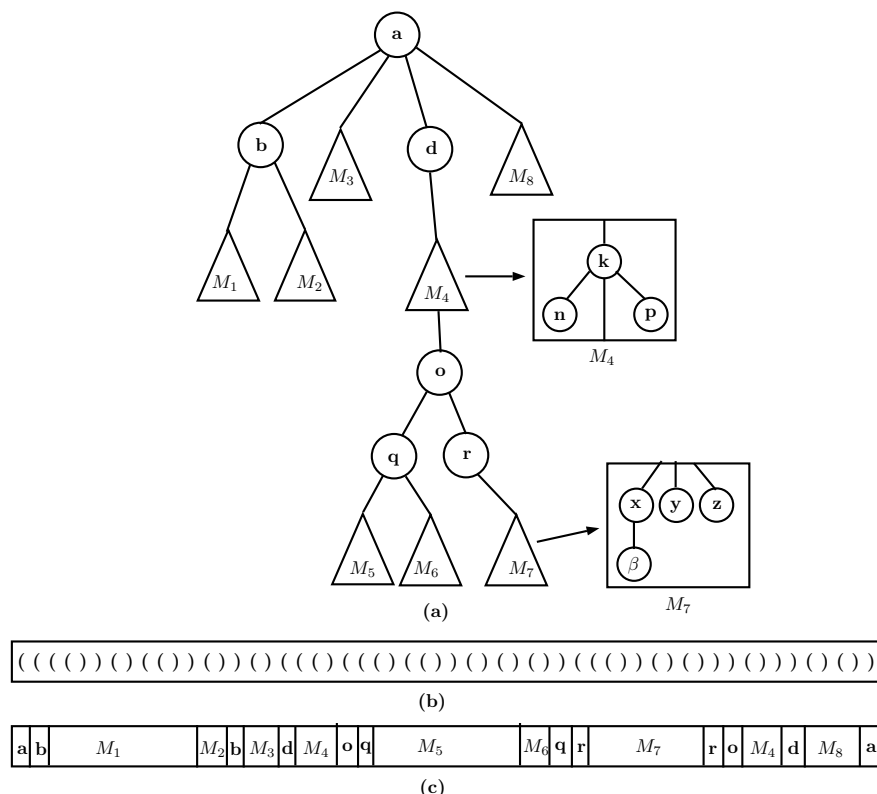 a
b
M3
d
M8
M1
M2
M4
k
n
p
M4
o
q
r
x
y
z
β
M5
M6
M7
M7
(a)
( ( ( ( ) ) ( ) ( ( ) ) ( ) ) ( ) ( ( ( ) ( ( ( ) ( ( ) ) ( ) ( ) ( ) ) ( ( ( ) ) ( ) ( ) ) ) ( ) ) ) ( ) ( ) )
(b)
a b M1 M2 b M3 d M4 o q M5 M6 q r M7 r o M4 d M8 a
(c)